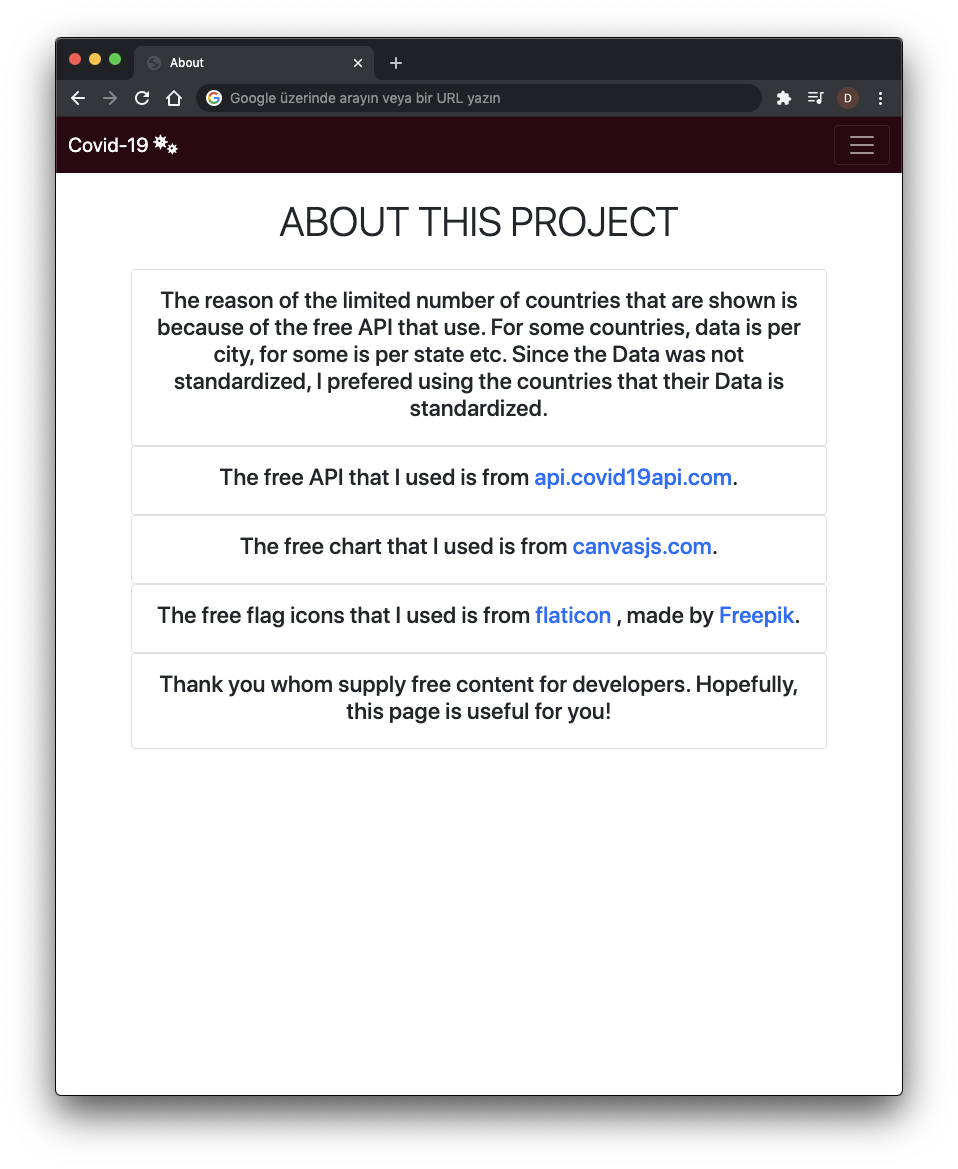 About
Google üzerinde arayın veya bir URL yazın
D
Covid-19
ABOUT THIS PROJECT
The reason of the limited number of countries that are shown is
because of the free API that use. For some countries, data is per
city, for some is per state etc. Since the Data was not
standardized, I prefered using the countries that their Data is
standardized.
The free API that I used is from api.covid19api.com.
The free chart that I used is from canvasjs.com.
The free flag icons that I used is from flaticon , made by Freepik.
Thank you whom supply free content for developers. Hopefully,
this page is useful for you!